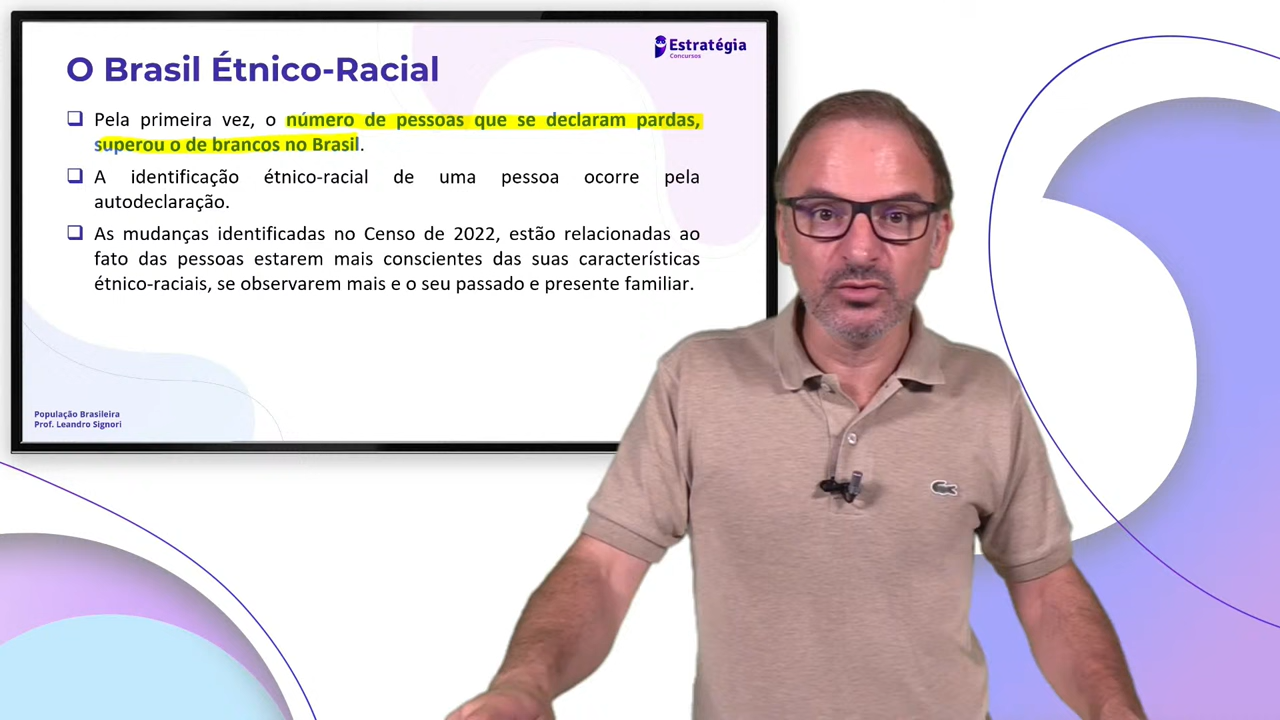 Estratégia
Concursos
O Brasil Étnico-Racial
Pela primeira vez, o número de pessoas que se declaram pardas,
superou o de brancos no Brasil.
A identificação étnico-racial de uma pessoa ocorre pela
autodeclaração.
As mudanças identificadas no Censo de 2022, estão relacionadas ao
fato das pessoas estarem mais conscientes das suas características
étnico-raciais, se observarem mais e o seu passado e presente familiar.
População Brasileira
Prof. Leandro Signori